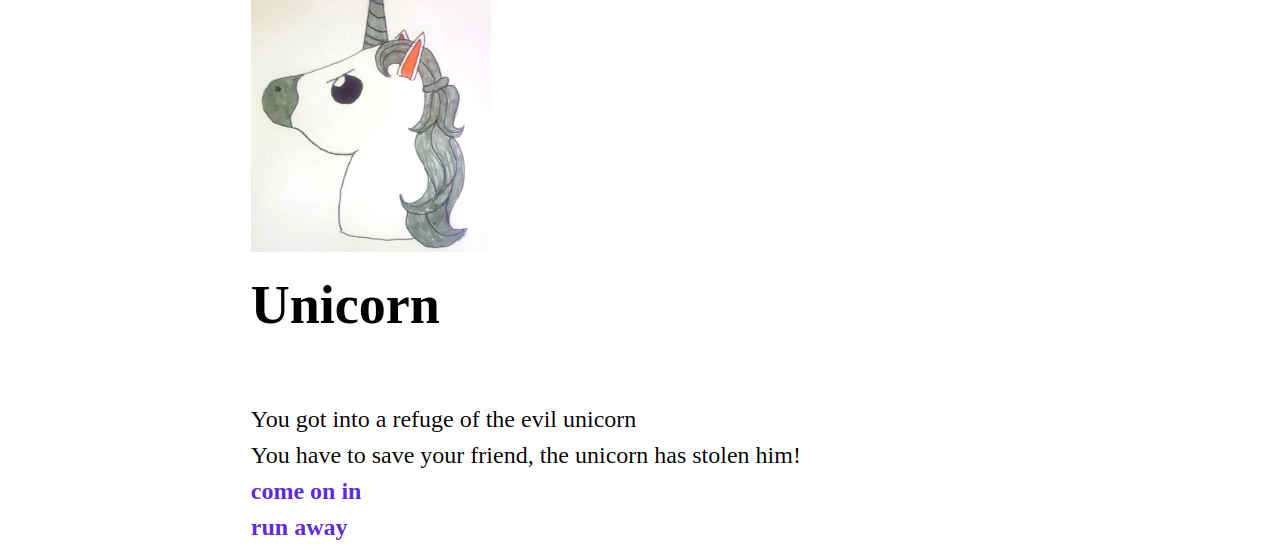 Unicorn
You got into a refuge of the evil unicorn
You have to save your friend, the unicorn has stolen him!
come on in
run away